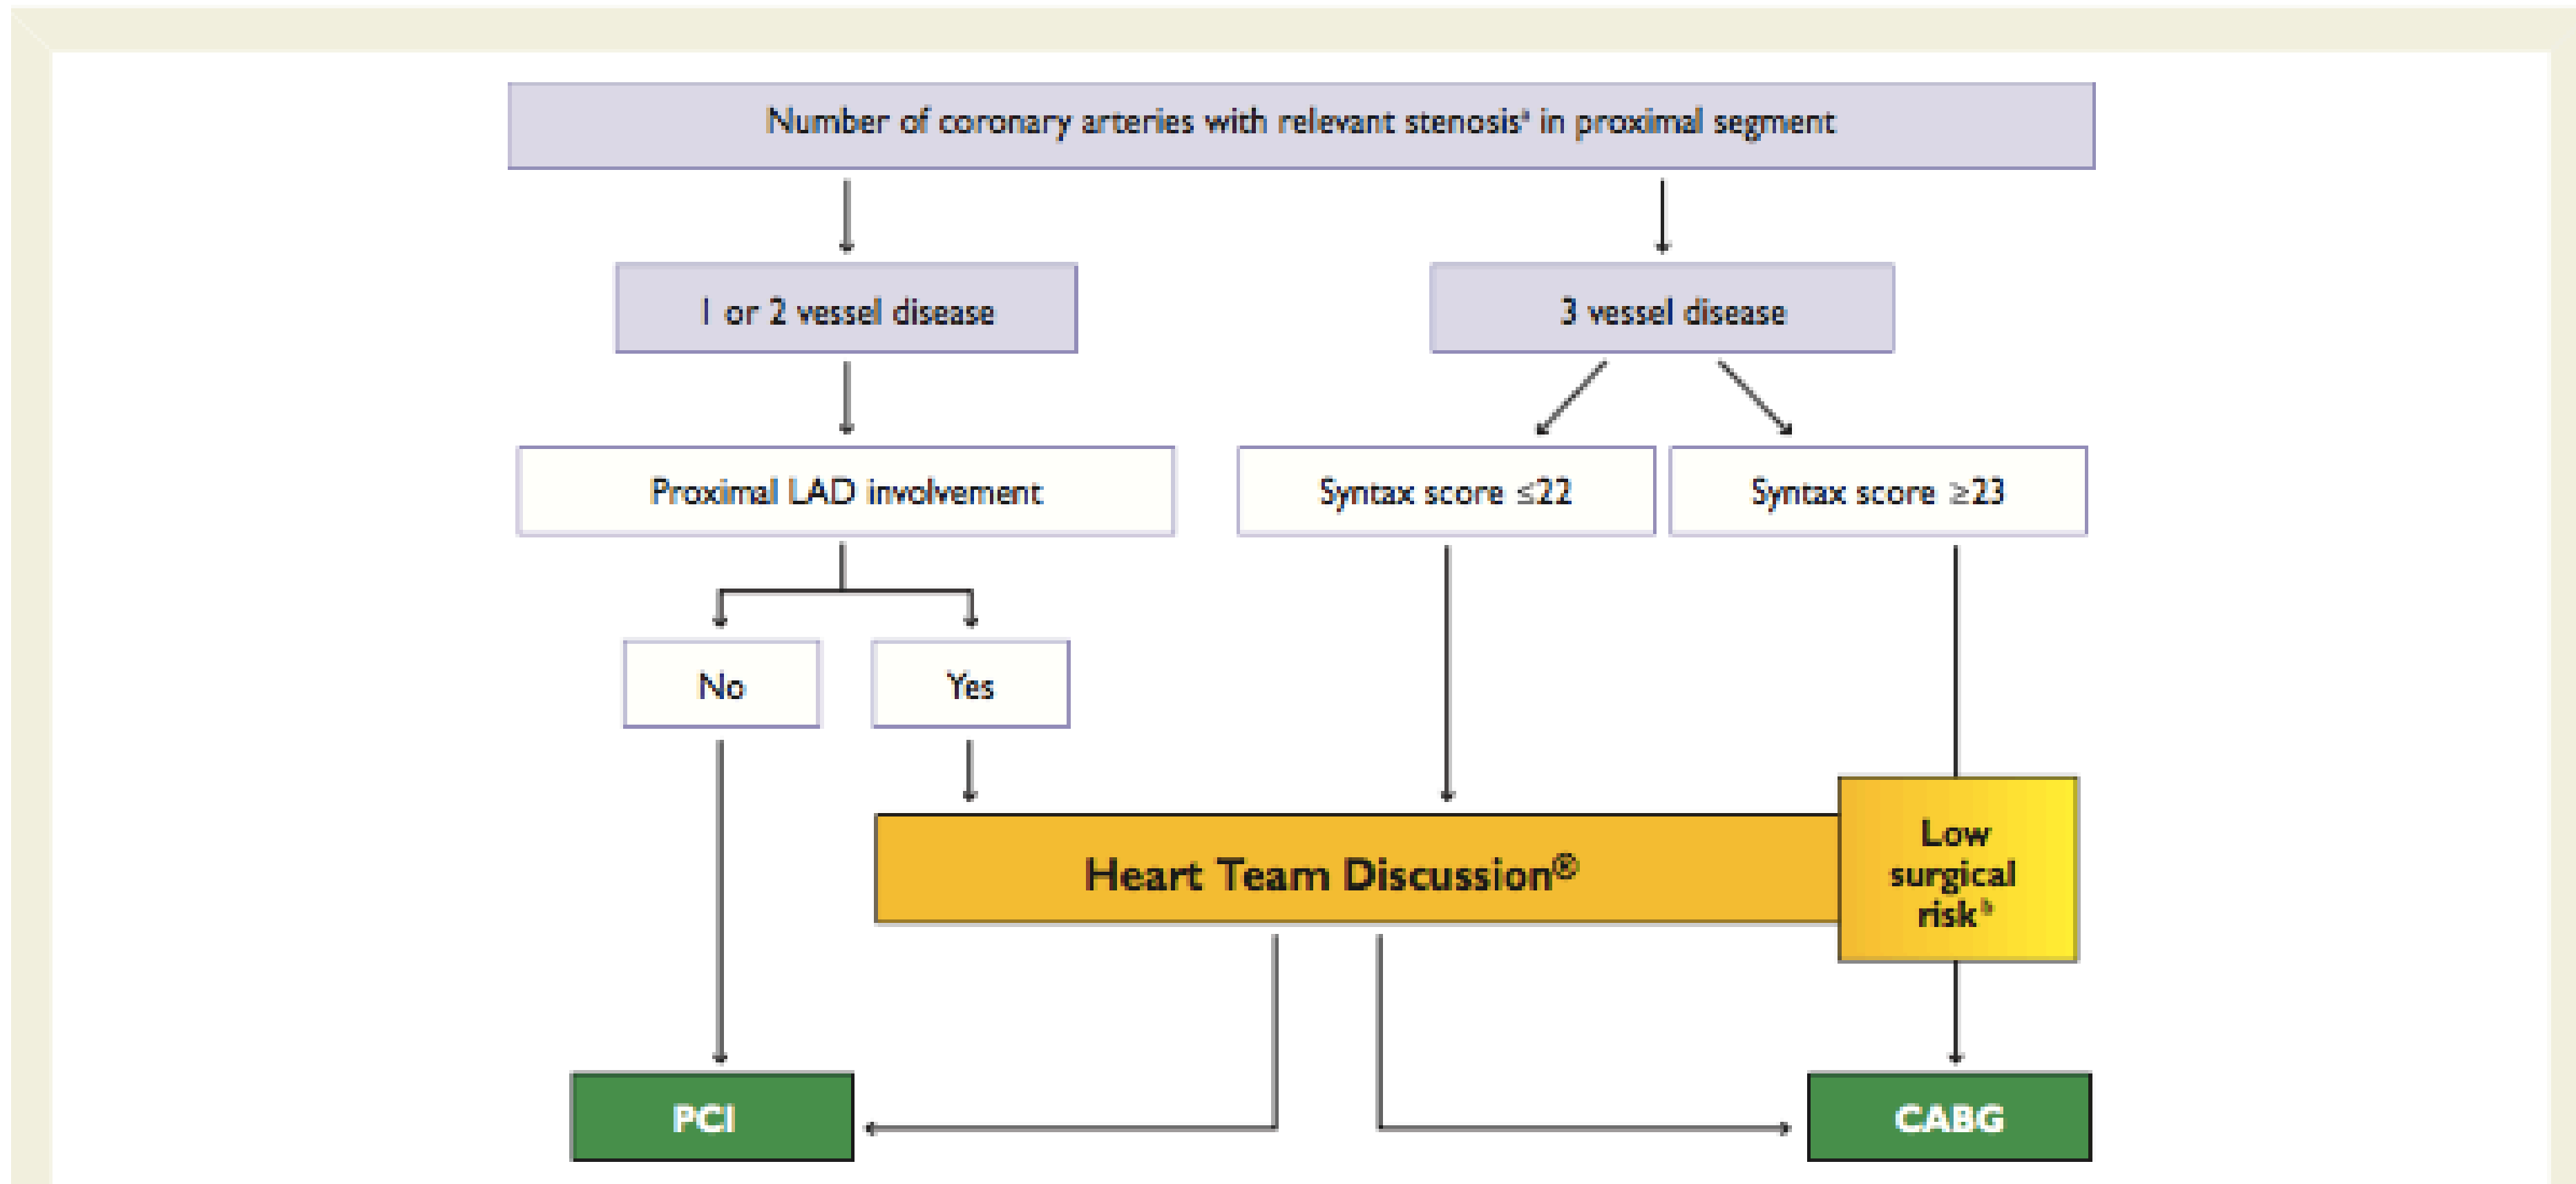 Number of coronary arteries with relevant stenosisᵃ in proximal segment
1 or 2 vessel disease
3 vessel disease
Proximal LAD involvement
Syntax score ≤22
Syntax score ≥23
No
Yes
Heart Team Discussion®
Low
surgical
riskᵇ
PCI
CABG